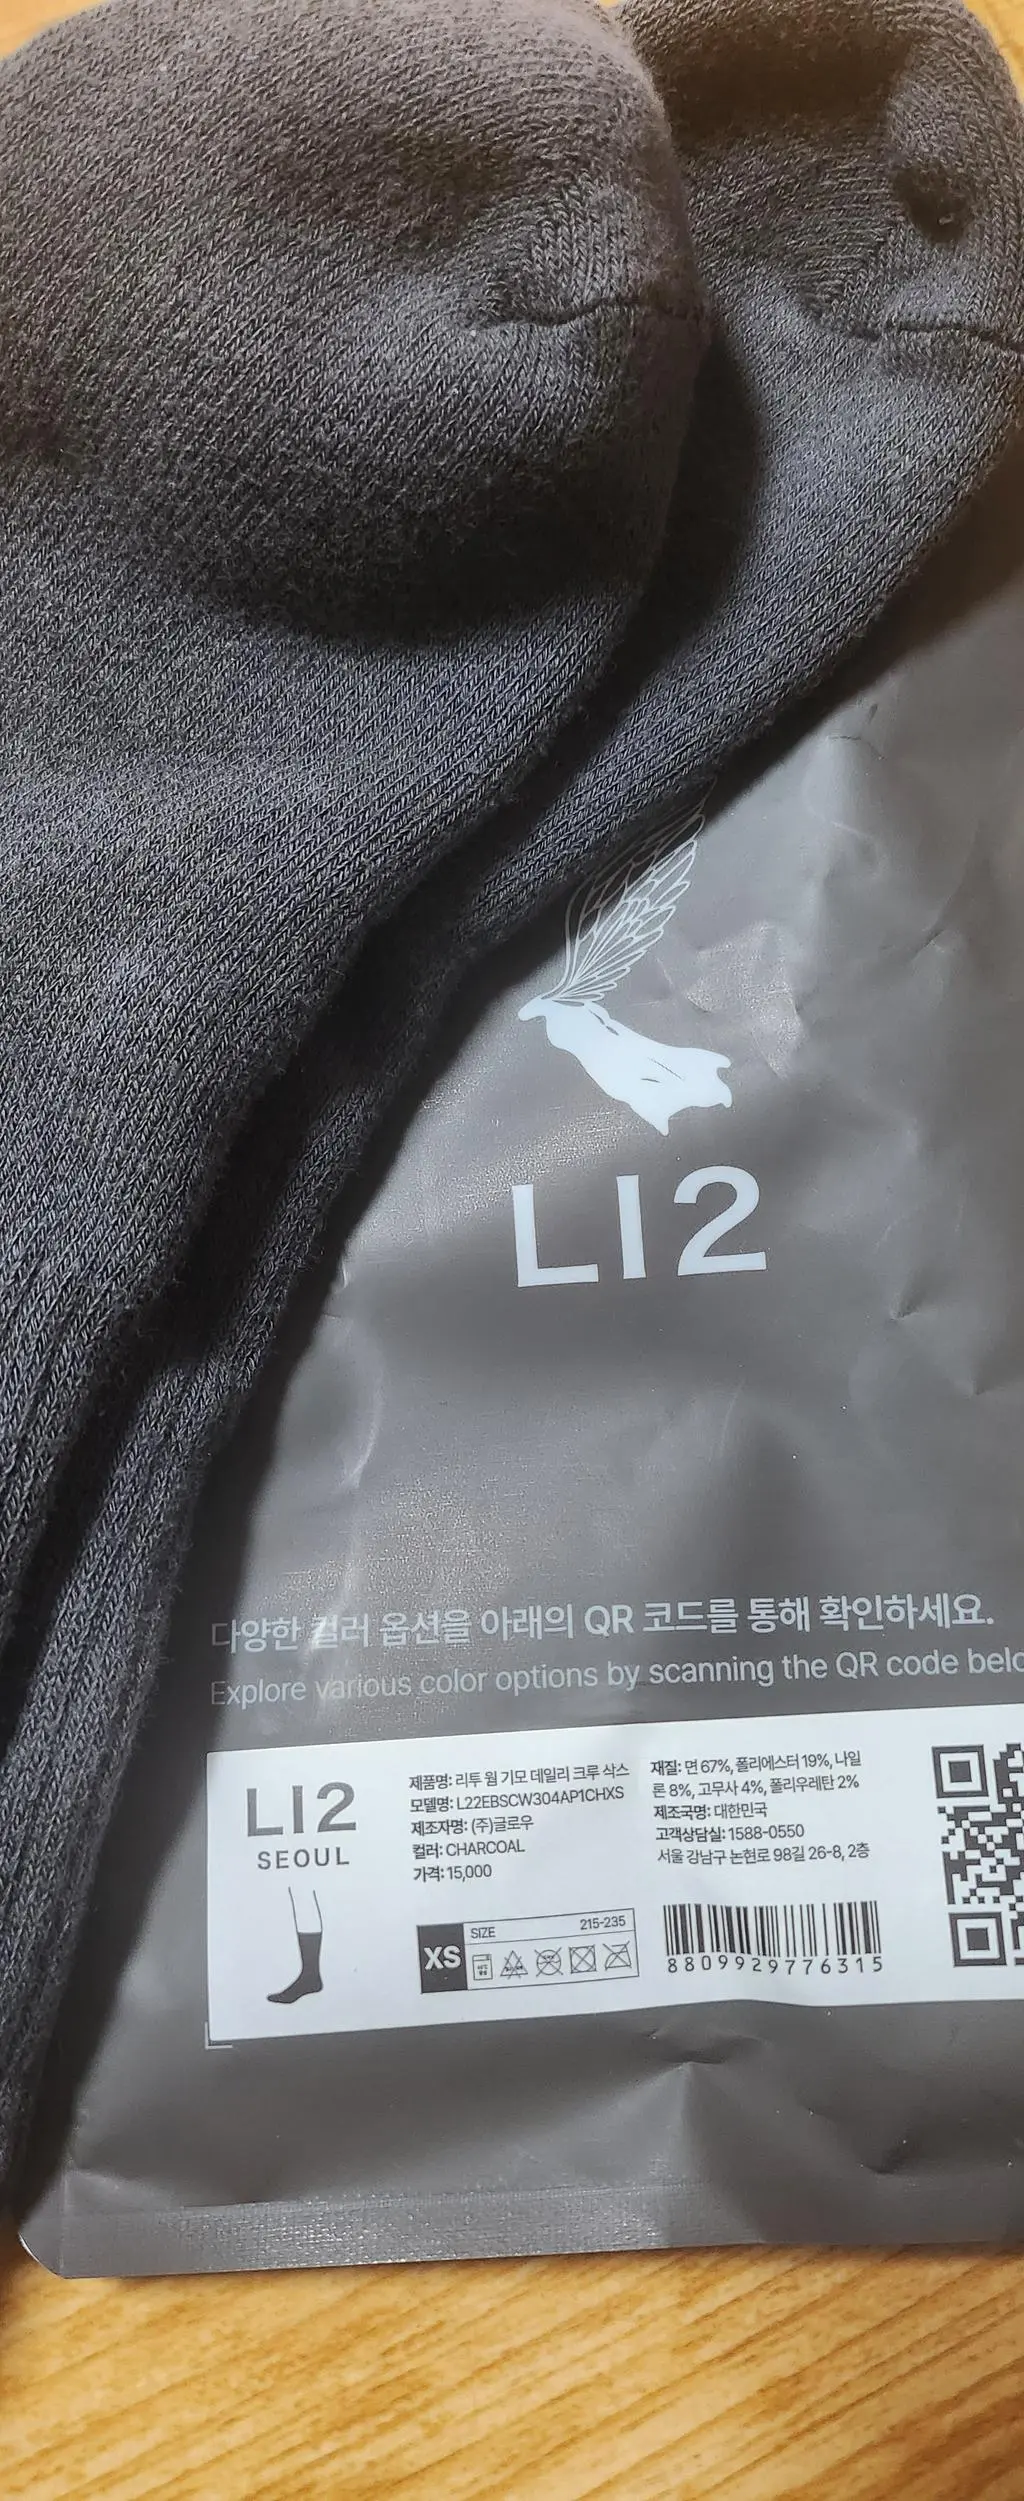 LI2
다양한 컬러 옵션을 아래의 QR 코드를 통해 확인하세요.
Explore various color options by scanning the QR code
LI2
SEOUL
제품명: 리투 웜 기모 데일리 크루 삭스
모델명: L22EBSCW304AP1CHXS
제조자명: (주)글로우
컬러: CHARCOAL
가격: 15,000
재질: 면 67%, 폴리에스터 19%, 나일
론 8%, 고무사 4%, 폴리우레탄 2%
제조국명: 대한민국
고객상담실: 1588-0550
서울 강남구 논현로 98길 26-8, 2층
XS
SIZE
215-235
8809929776315